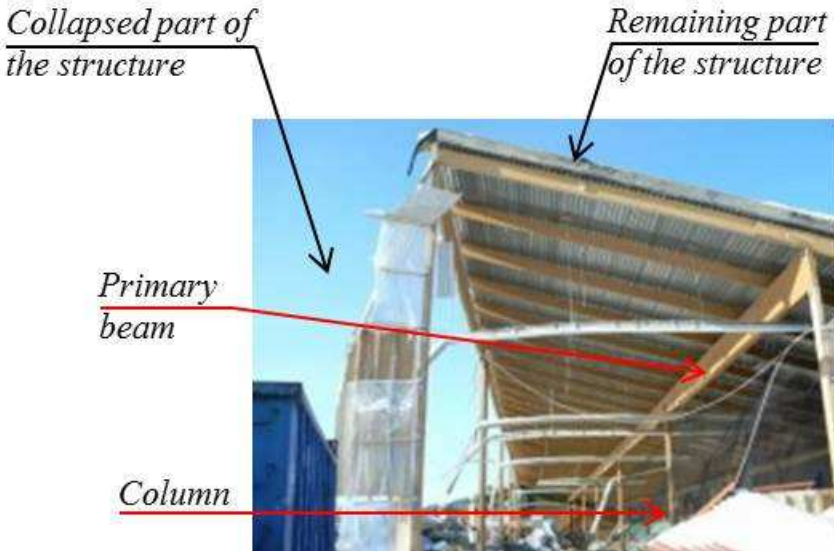 Collapsed part of
the structure
Remaining part
of the structure
Primary
beam
Column